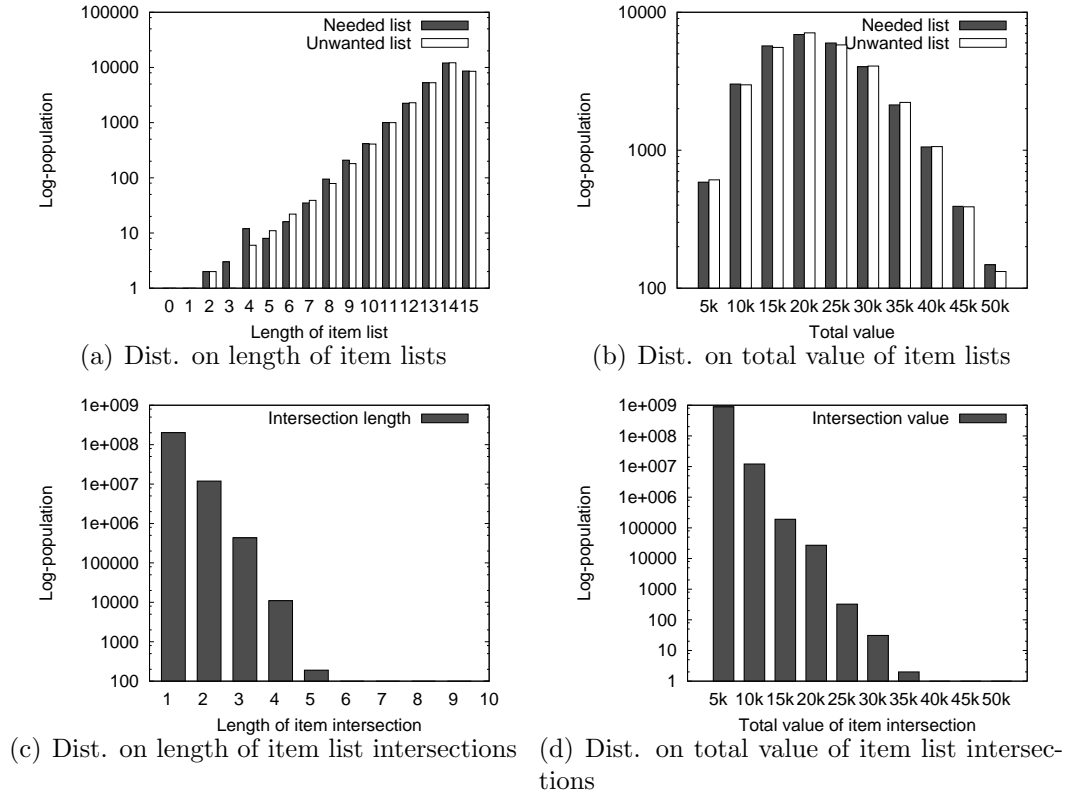 100000
10000
1000
100
10
1
Log-population
Needed list
Unwanted list
0 1 2 3 4 5 6 7 8 9 10 11 12 13 14 15
Length of item list
(a) Dist. on length of item lists
10000
1000
100
Log-population
Needed list
Unwanted list
5k 10k 15k 20k 25k 30k 35k 40k 45k 50k
Total value
(b) Dist. on total value of item lists
1e+009
1e+008
1e+007
1e+006
100000
10000
1000
100
Log-population
Intersection length
1 2 3 4 5 6 7 8 9 10
Length of item intersection
(c) Dist. on length of item list intersections
1e+009
1e+008
1e+007
1e+006
100000
10000
1000
100
10
1
Log-population
Intersection value
5k 10k 15k 20k 25k 30k 35k 40k 45k 50k
Total value of item intersection
(d) Dist. on total value of item list intersec-
tions